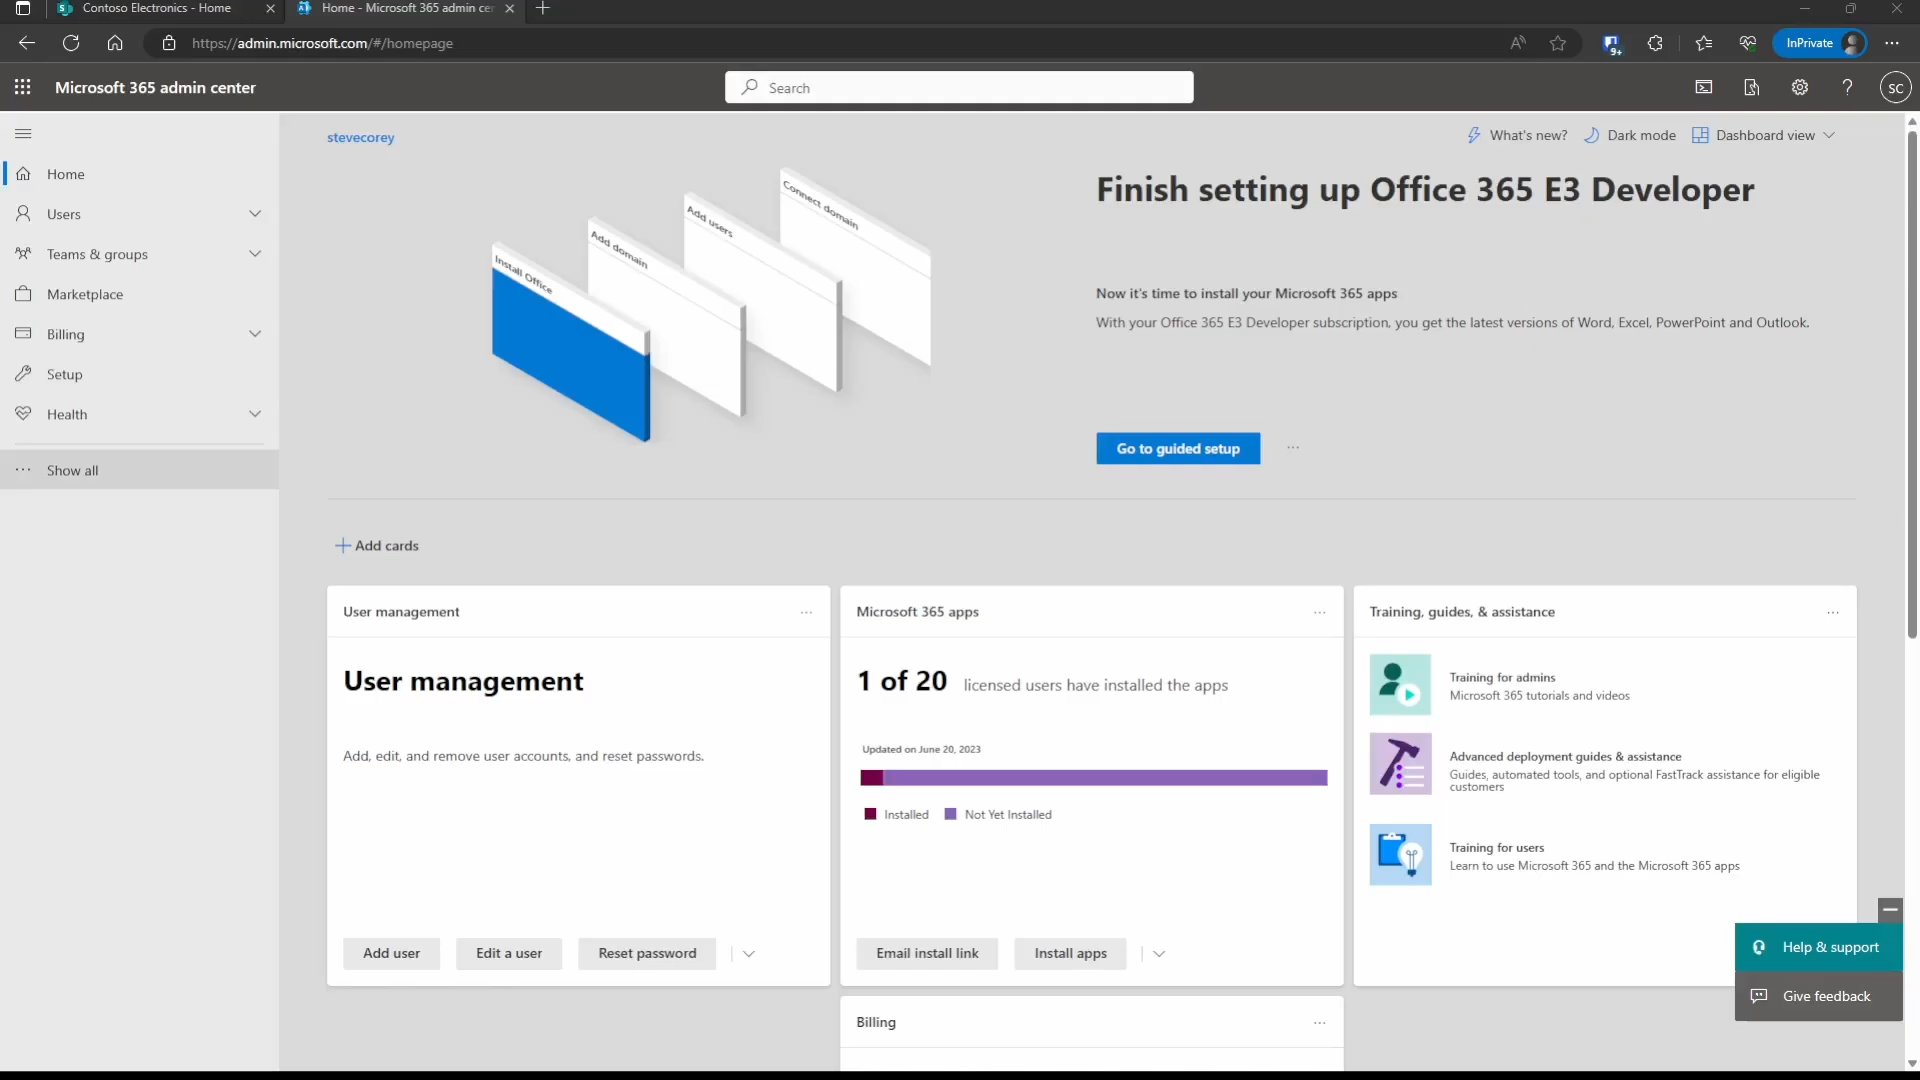 Contoso Electronics - Home
Home - Microsoft 365 admin cer
https://admin.microsoft.com/#/homepage
9+
InPrivate
Microsoft 365 admin center
Search
SC
Home
Users
Teams & groups
Marketplace
Billing
Setup
Health
Show all
stevecorey
What's new?
Dark mode
Dashboard view
Install Office
Add domain
Add users
Connect domain
Finish setting up Office 365 E3 Developer
Now it's time to install your Microsoft 365 apps
With your Office 365 E3 Developer subscription, you get the latest versions of Word, Excel, PowerPoint and Outlook.
Go to guided setup
Add cards
User management
User management
Add, edit, and remove user accounts, and reset passwords.
Add user
Edit a user
Reset password
Microsoft 365 apps
1 of 20 licensed users have installed the apps
Updated on June 20, 2023
Installed
Not Yet Installed
Email install link
Install apps
Training, guides, & assistance
Training for admins
Microsoft 365 tutorials and videos
Advanced deployment guides & assistance
Guides, automated tools, and optional FastTrack assistance for eligible
customers
Training for users
Learn to use Microsoft 365 and the Microsoft 365 apps
Billing
Help & support
Give feedback